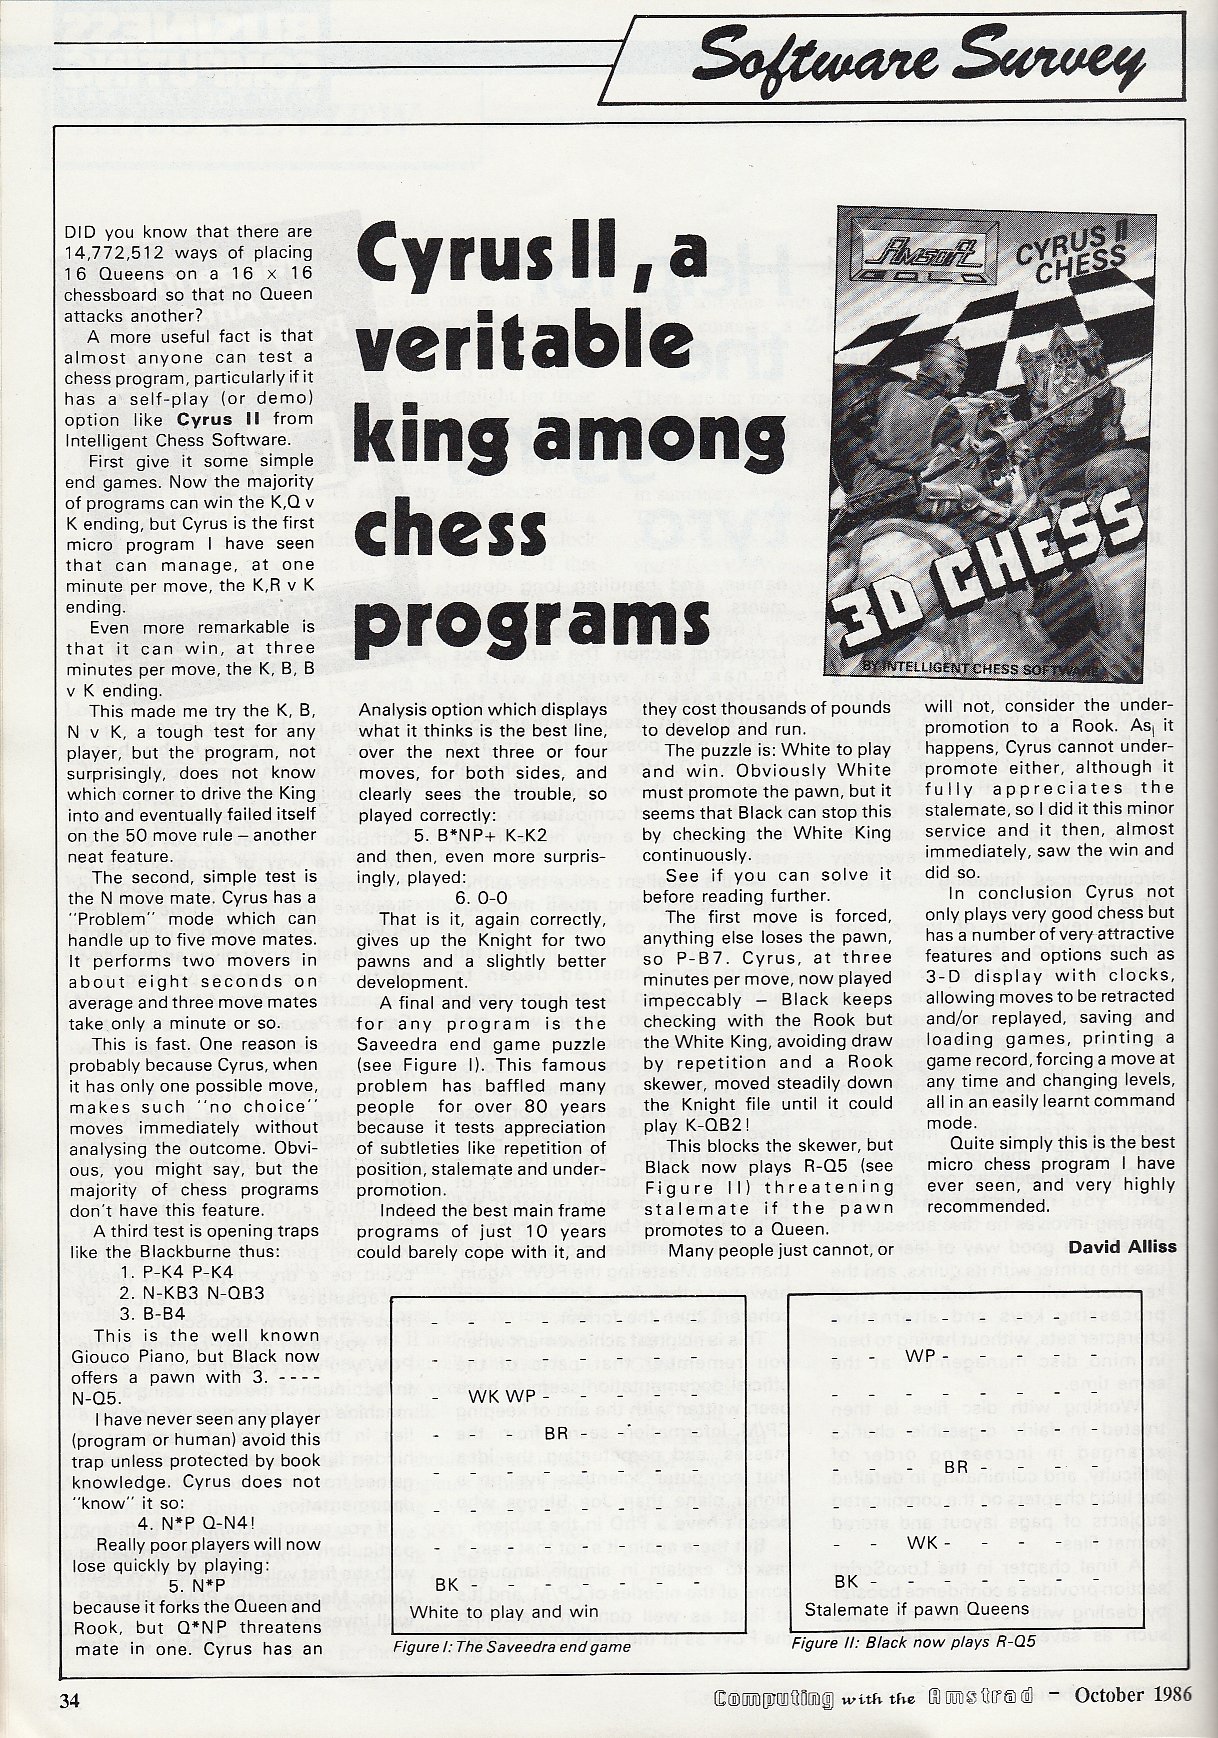 Software Survey
Cyrus II, a
veritable
king among
chess
programs
Amsoft
GOLD
CYRUS II
CHESS
3D CHESS
BY INTELLIGENT CHESS SOFTWARE
DID you know that there are
14,772,512 ways of placing
16 Queens on a 16 × 16
chessboard so that no Queen
attacks another?
A more useful fact is that
almost anyone can test a
chess program, particularly if it
has a self-play (or demo)
option like Cyrus II from
Intelligent Chess Software.
First give it some simple
end games. Now the majority
of programs can win the K,Q v
K ending, but Cyrus is the first
micro program I have seen
that can manage, at one
minute per move, the K,R v K
ending.
Even more remarkable is
that it can win, at three
minutes per move, the K, B, B
v K ending.
This made me try the K, B,
N v K, a tough test for any
player, but the program, not
surprisingly, does not know
which corner to drive the King
into and eventually failed itself
on the 50 move rule – another
neat feature.
The second, simple test is
the N move mate. Cyrus has a
"Problem" mode which can
handle up to five move mates.
It performs two movers in
about eight seconds on
average and three move mates
take only a minute or so.
This is fast. One reason is
probably because Cyrus, when
it has only one possible move,
makes such "no choice"
moves immediately without
analysing the outcome. Obvi-
ous, you might say, but the
majority of chess programs
don't have this feature.
A third test is opening traps
like the Blackburne thus:
1. P-K4 P-K4
2. N-KB3 N-QB3
3. B-B4
This is the well known
Giouco Piano, but Black now
offers a pawn with 3. ----
N-Q5.
I have never seen any player
(program or human) avoid this
trap unless protected by book
knowledge. Cyrus does not
"know" it so:
4. N*P Q-N4!
Really poor players will now
lose quickly by playing:
5. N*P
because it forks the Queen and
Rook, but Q*NP threatens
mate in one. Cyrus has an
Analysis option which displays
what it thinks is the best line,
over the next three or four
moves, for both sides, and
clearly sees the trouble, so
played correctly:
5. B*NP+ K-K2
and then, even more surpris-
ingly, played:
6. O-O
That is it, again correctly,
gives up the Knight for two
pawns and a slightly better
development.
A final and very tough test
for any program is the
Saveedra end game puzzle
(see Figure I). This famous
problem has baffled many
people for over 80 years
because it tests appreciation
of subtleties like repetition of
position, stalemate and under-
promotion.
Indeed the best main frame
programs of just 10 years
could barely cope with it, and
they cost thousands of pounds
to develop and run.
The puzzle is: White to play
and win. Obviously White
must promote the pawn, but it
seems that Black can stop this
by checking the White King
continuously.
See if you can solve it
before reading further.
The first move is forced,
anything else loses the pawn,
so P-B7. Cyrus, at three
minutes per move, now played
impeccably – Black keeps
checking with the Rook but
the White King, avoiding draw
by repetition and a Rook
skewer, moved steadily down
the Knight file until it could
play K-QB2!
This blocks the skewer, but
Black now plays R-Q5 (see
Figure II) threatening
stalemate if the pawn
promotes to a Queen.
Many people just cannot, or
will not, consider the under-
promotion to a Rook. As it
happens, Cyrus cannot under-
promote either, although it
fully appreciates the
stalemate, so I did it this minor
service and it then, almost
immediately, saw the win and
did so.
In conclusion Cyrus not
only plays very good chess but
has a number of very attractive
features and options such as
3-D display with clocks,
allowing moves to be retracted
and/or replayed, saving and
loading games, printing a
game record, forcing a move at
any time and changing levels,
all in an easily learnt command
mode.
Quite simply this is the best
micro chess program I have
ever seen, and very highly
recommended.
David Alliss
- - - - - - - -
- - - - - - - -
- WK WP - - - - -
- - - BR - - - -
- - - - - - - -
- - - - - - - -
- - - - - - - -
BK - - - - - - -
White to play and win
Figure I: The Saveedra end game
- - - - - - - -
- - WP - - - - -
- - - - - - - -
- - - - - - - -
- - - BR - - - -
- - - - - - - -
- - WK - - - - -
BK - - - - - - -
Stalemate if pawn Queens
Figure II: Black now plays R-Q5
34
Computing with the Amstrad – October 1986